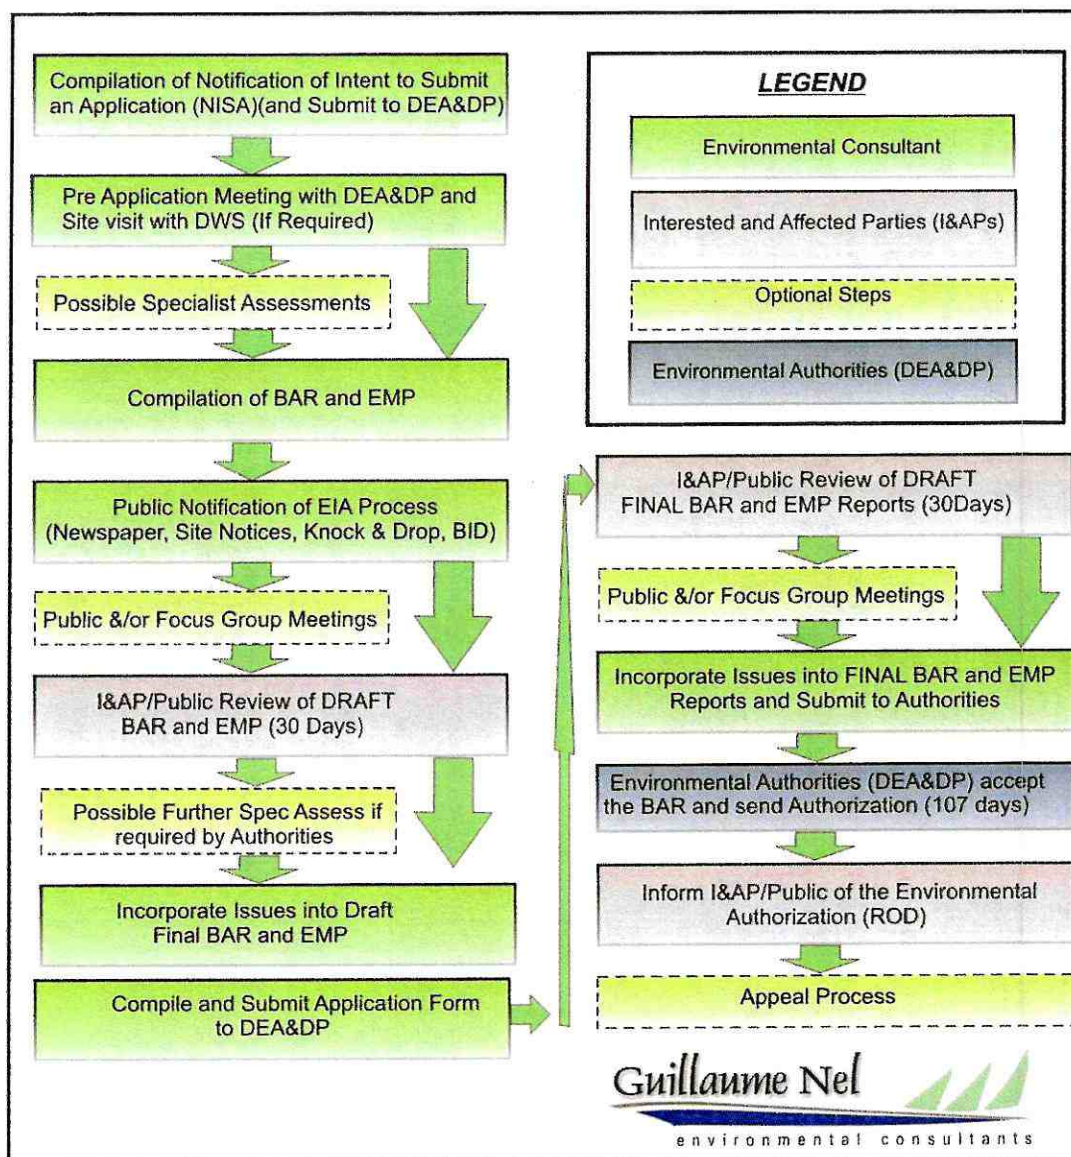 Compilation of Notification of Intent to Submit
an Application (NISA)(and Submit to DEA&DP)
Pre Application Meeting with DEA&DP and
Site visit with DWS (If Required)
Possible Specialist Assessments
Compilation of BAR and EMP
Public Notification of EIA Process
(Newspaper, Site Notices, Knock & Drop, BID)
Public &/or Focus Group Meetings
I&AP/Public Review of DRAFT
BAR and EMP (30 Days)
Possible Further Spec Assess if
required by Authorities
Incorporate Issues into Draft
Final BAR and EMP
Compile and Submit Application Form
to DEA&DP
LEGEND
Environmental Consultant
Interested and Affected Parties (I&APs)
Optional Steps
Environmental Authorities (DEA&DP)
I&AP/Public Review of DRAFT
FINAL BAR and EMP Reports (30Days)
Public &/or Focus Group Meetings
Incorporate Issues into FINAL BAR and EMP
Reports and Submit to Authorities
Environmental Authorities (DEA&DP) accept
the BAR and send Authorization (107 days)
Inform I&AP/Public of the Environmental
Authorization (ROD)
Appeal Process
Guillaume Nel
environmental consultants